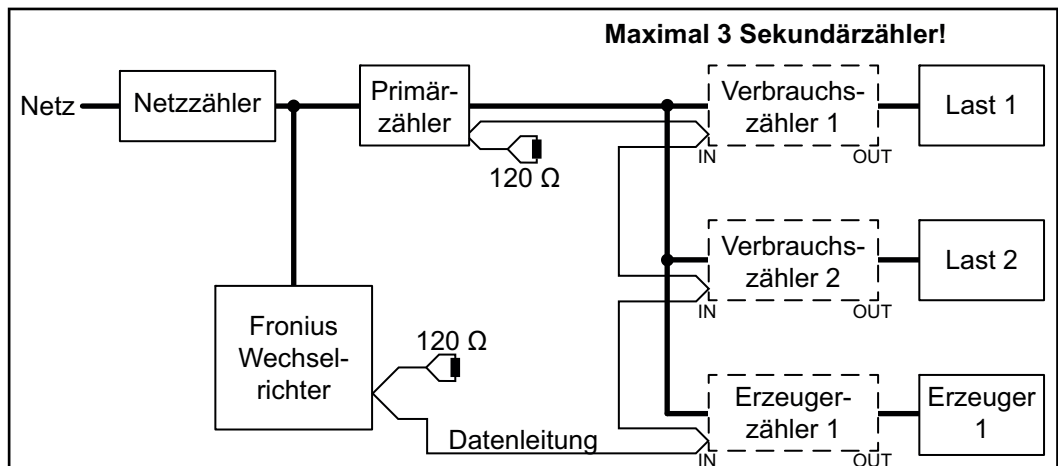 Maximal 3 Sekundärzähler!
Netz
Netzzähler
Primär-
zähler
Verbrauchs-
zähler 1
Last 1
IN
OUT
120 Ω
Verbrauchs-
zähler 2
Last 2
IN
OUT
Fronius
Wechsel-
richter
120 Ω
Erzeuger-
zähler 1
Erzeuger
1
Datenleitung
IN
OUT